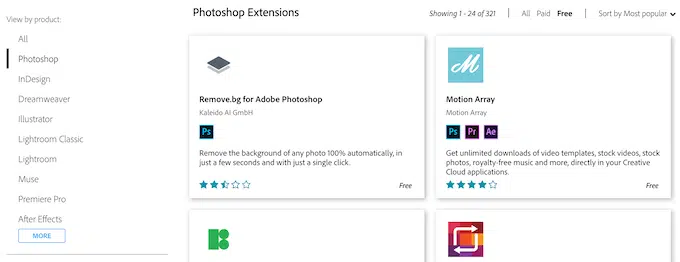 View by product:
All
Photoshop
InDesign
Dreamweaver
Illustrator
Lightroom Classic
Lightroom
Muse
Premiere Pro
After Effects
MORE
Photoshop Extensions
Showing 1 - 24 of 321
All Paid Free
Sort by Most popular
Remove.bg for Adobe Photoshop
Kaleido AI GmbH
Ps
Remove the background of any photo 100% automatically, in
just a few seconds and with just a single click.
Free
M
Motion Array
Motion Array
Ps Pr Ae
Get unlimited downloads of video templates, stock videos, stock
photos, royalty-free music and more, directly in your Creative
Cloud applications.
Free